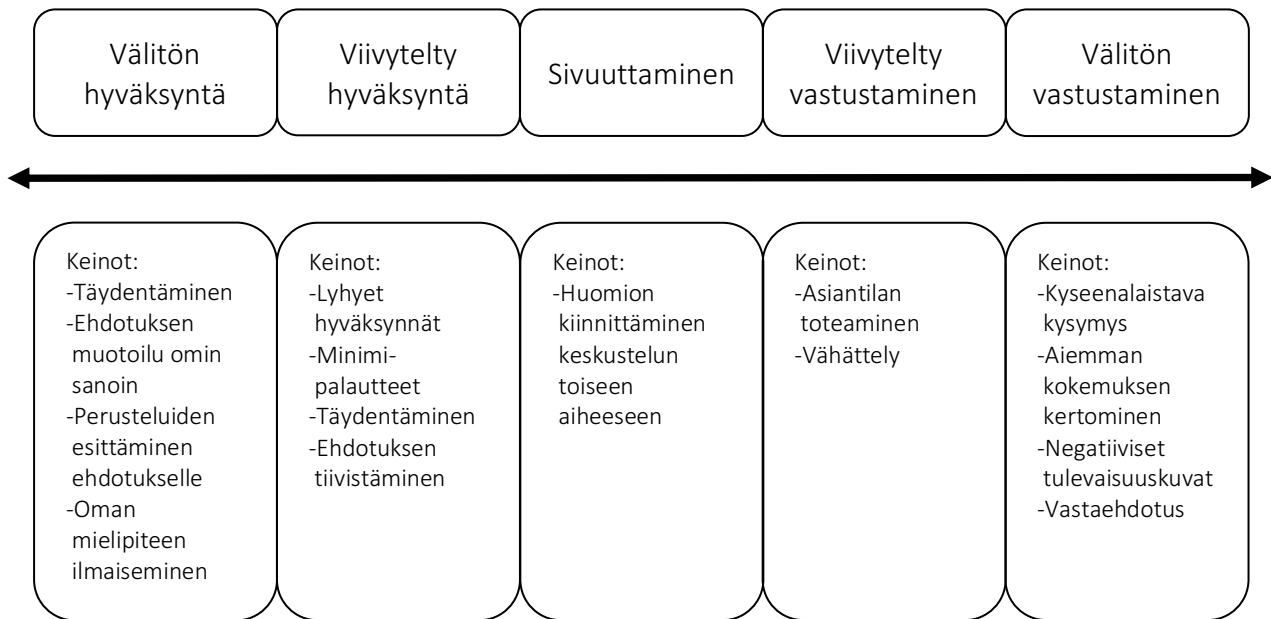 Välitön
hyväksyntä
Viivytelty
hyväksyntä
Sivuuttaminen
Viivytelty
vastustaminen
Välitön
vastustaminen
Keinot:
-Täydentäminen
-Ehdotuksen
muotoilu omin
sanoin
-Perusteluiden
esittäminen
ehdotukselle
-Oman
mielipiteen
ilmaiseminen
Keinot:
-Lyhyet
hyväksynnät
-Minimi-
palautteet
-Täydentäminen
-Ehdotuksen
tiivistäminen
Keinot:
-Huomion
kiinnittäminen
keskustelun
toiseen
aiheeseen
Keinot:
-Asiantilan
toteaminen
-Vähättely
Keinot:
-Kyseenalaistava
kysymys
-Aiemman
kokemuksen
kertominen
-Negatiiviset
tulevaisuuskuvat
-Vastaehdotus